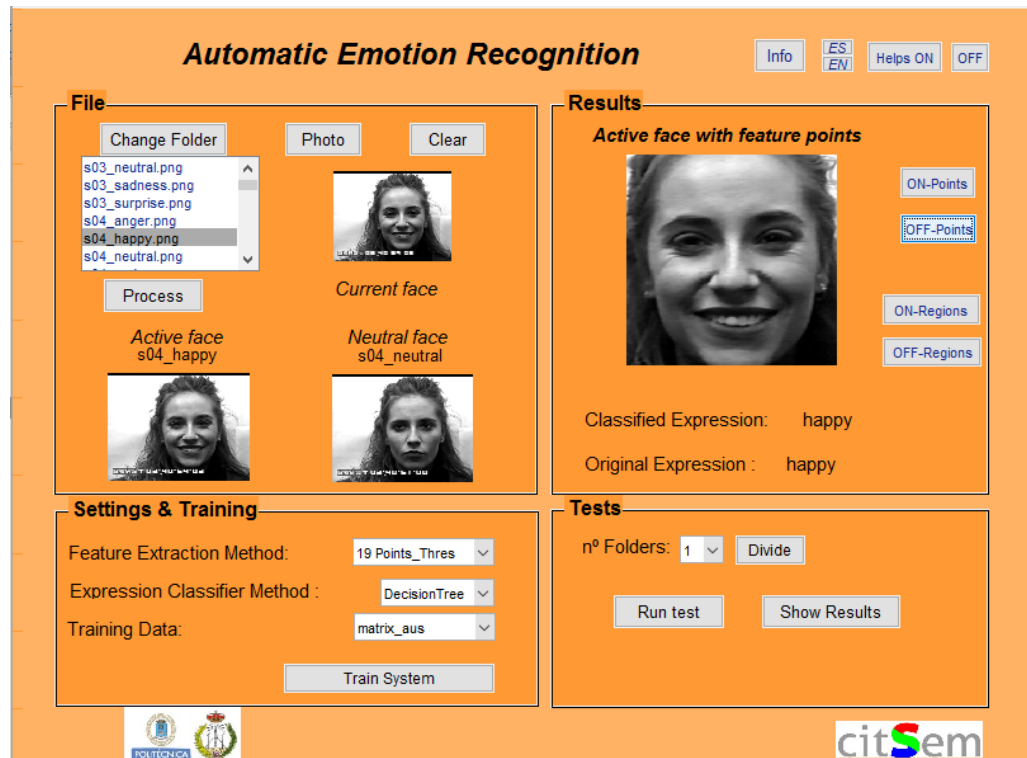 Automatic Emotion Recognition
Info
ES
EN
Helps ON
OFF
File
Change Folder
Photo
Clear
s03_neutral.png
s03_sadness.png
s03_surprise.png
s04_anger.png
s04_happy.png
s04_neutral.png
Process
Current face
Active face
s04_happy
Neutral face
s04_neutral
Results
Active face with feature points
ON-Points
OFF-Points
ON-Regions
OFF-Regions
Classified Expression: happy
Original Expression : happy
Settings & Training
Feature Extraction Method: 19 Points_Thres
Expression Classifier Method : DecisionTree
Training Data: matrix_aus
Train System
Tests
nº Folders: 1
Divide
Run test
Show Results
POLITÉCNICA
citSem